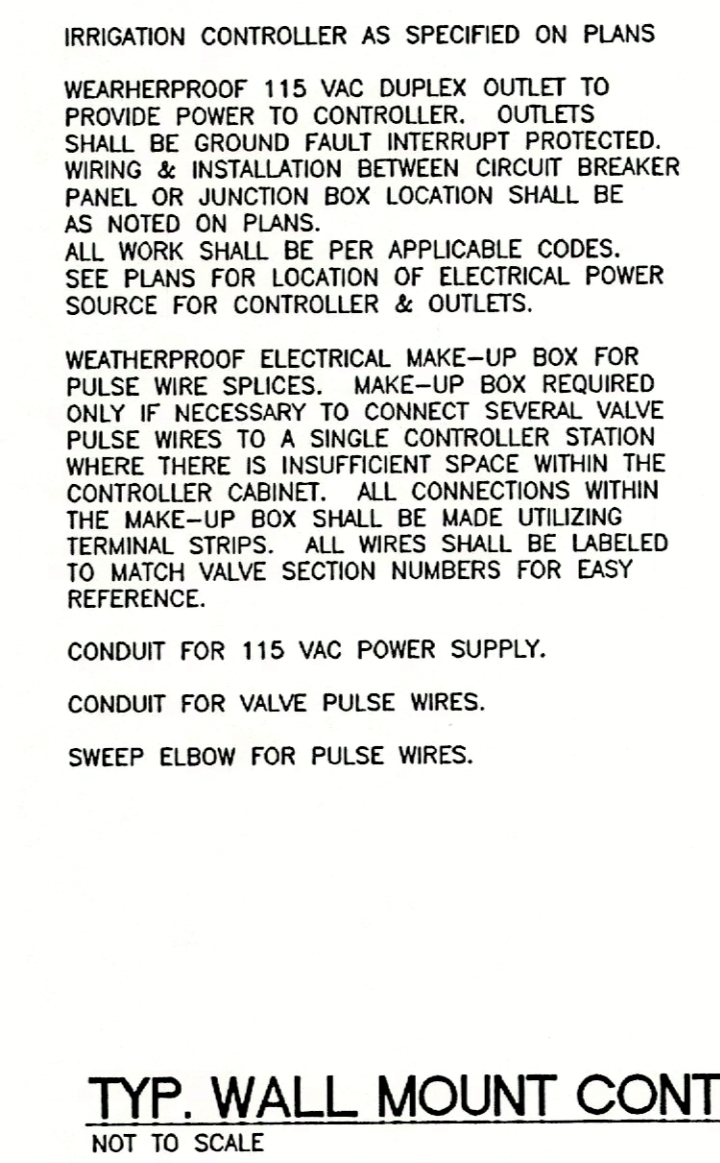 IRRIGATION CONTROLLER AS SPECIFIED ON PLANS
WEARHERPROOF 115 VAC DUPLEX OUTLET TO
PROVIDE POWER TO CONTROLLER. OUTLETS
SHALL BE GROUND FAULT INTERRUPT PROTECTED.
WIRING & INSTALLATION BETWEEN CIRCUIT BREAKER
PANEL OR JUNCTION BOX LOCATION SHALL BE
AS NOTED ON PLANS.
ALL WORK SHALL BE PER APPLICABLE CODES.
SEE PLANS FOR LOCATION OF ELECTRICAL POWER
SOURCE FOR CONTROLLER & OUTLETS.
WEATHERPROOF ELECTRICAL MAKE-UP BOX FOR
PULSE WIRE SPLICES. MAKE-UP BOX REQUIRED
ONLY IF NECESSARY TO CONNECT SEVERAL VALVE
PULSE WIRES TO A SINGLE CONTROLLER STATION
WHERE THERE IS INSUFFICIENT SPACE WITHIN THE
CONTROLLER CABINET. ALL CONNECTIONS WITHIN
THE MAKE-UP BOX SHALL BE MADE UTILIZING
TERMINAL STRIPS. ALL WIRES SHALL BE LABELED
TO MATCH VALVE SECTION NUMBERS FOR EASY
REFERENCE.
CONDUIT FOR 115 VAC POWER SUPPLY.
CONDUIT FOR VALVE PULSE WIRES.
SWEEP ELBOW FOR PULSE WIRES.
TYP. WALL MOUNT CONT
NOT TO SCALE